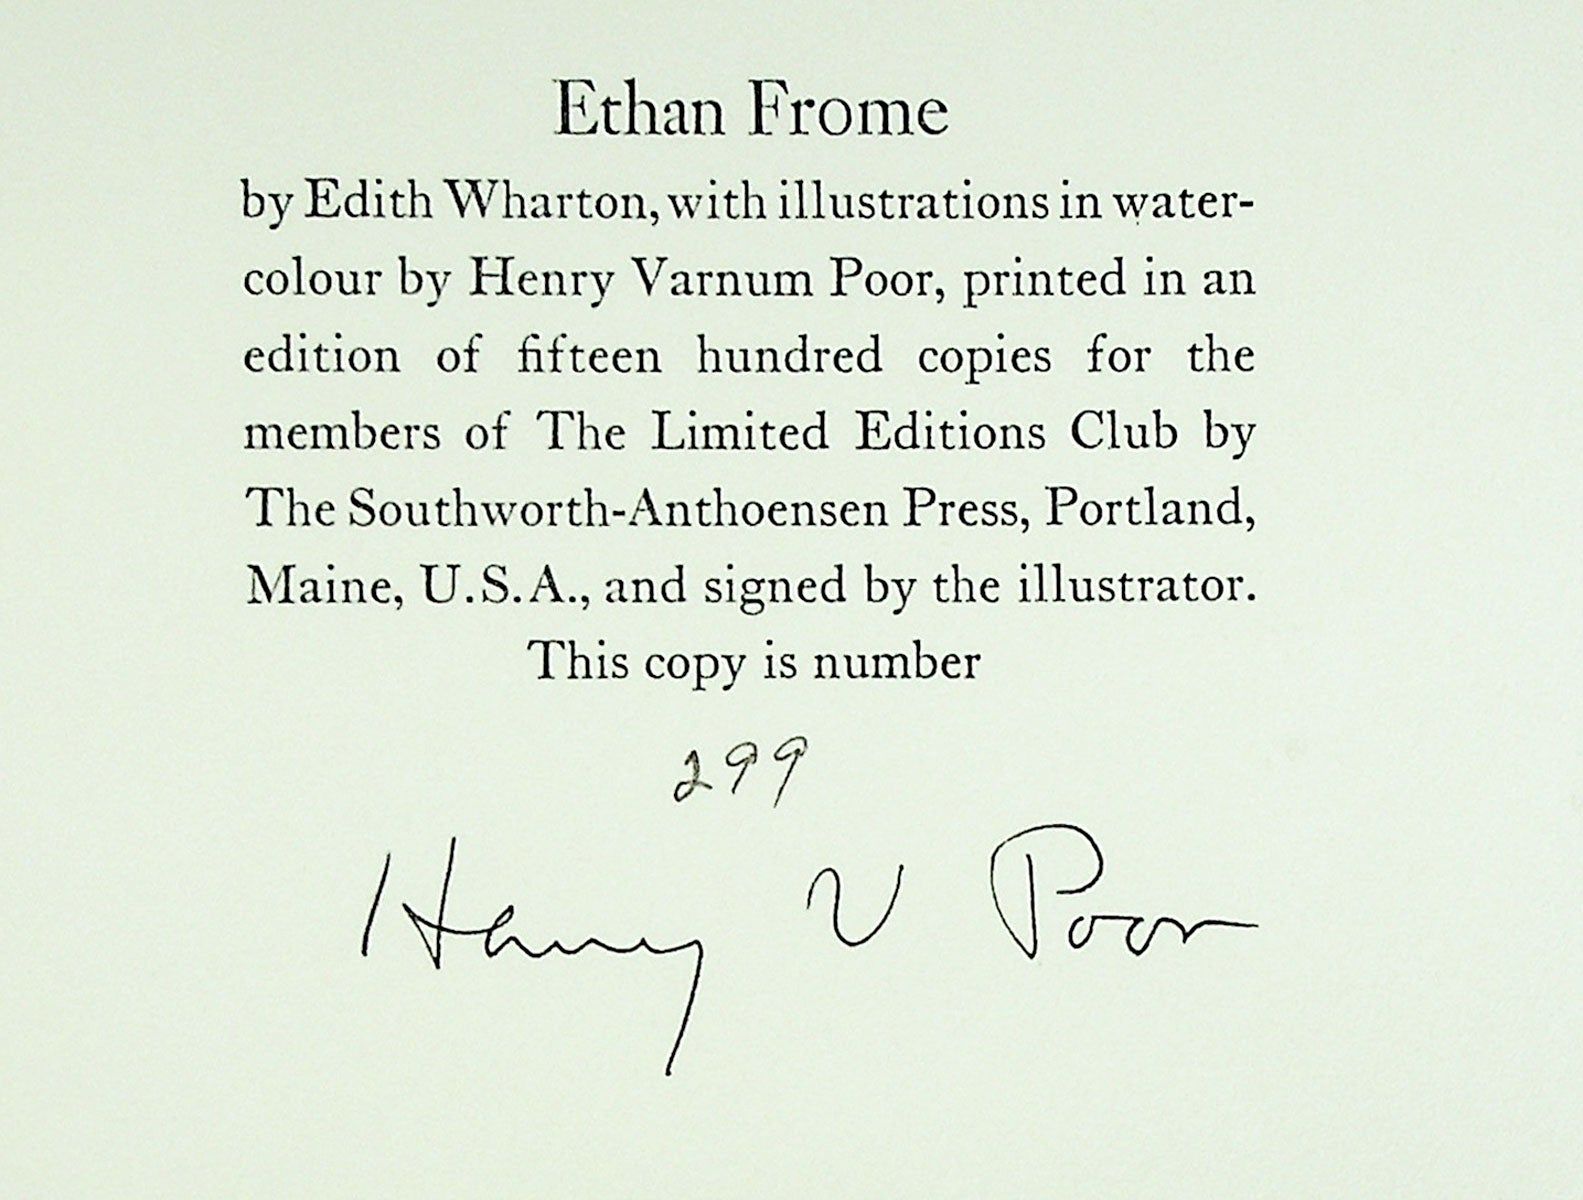 Ethan Frome
by Edith Wharton, with illustrations in water-
colour by Henry Varnum Poor, printed in an
edition of fifteen hundred copies for the
members of The Limited Editions Club by
The Southworth-Anthoensen Press, Portland,
Maine, U.S.A., and signed by the illustrator.
This copy is number
299
Henry V Poor